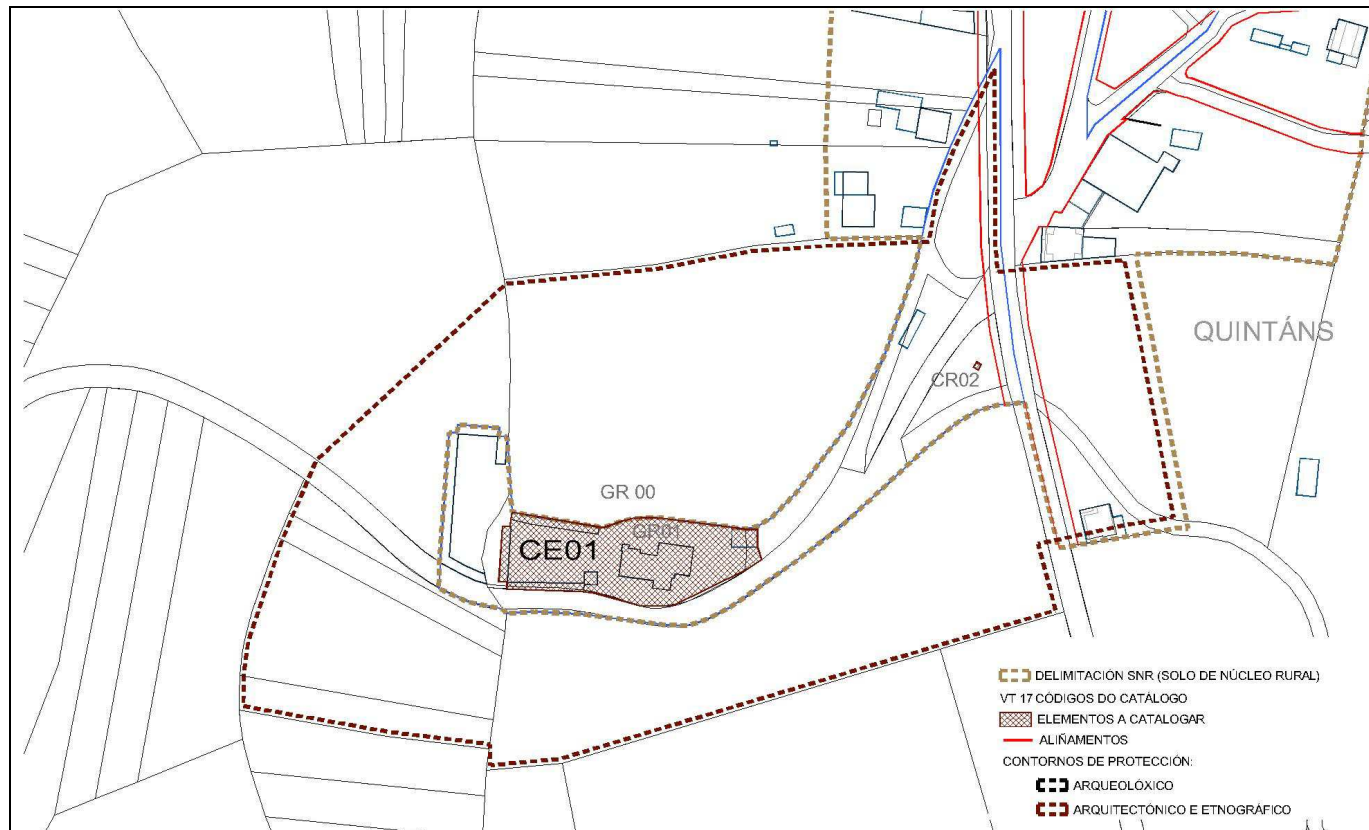 QUINTÁNS
CR02
GR 00
GR01
CE01
DELIMITACIÓN SNR (SOLO DE NÚCLEO RURAL)
VT 17 CÓDIGOS DO CATÁLOGO
ELEMENTOS A CATALOGAR
ALIÑAMENTOS
CONTORNOS DE PROTECCIÓN:
ARQUEOLÓXICO
ARQUITECTÓNICO E ETNOGRÁFICO